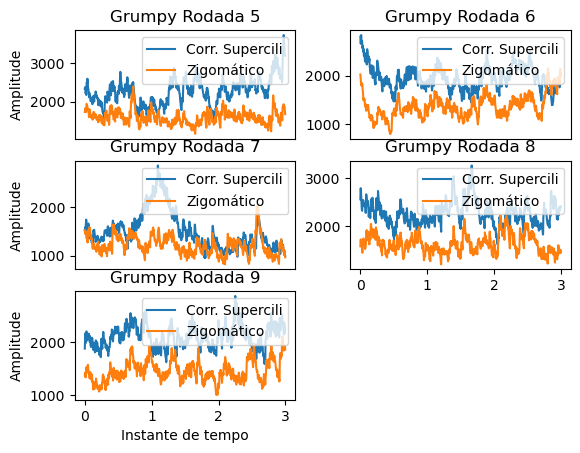 Grumpy Rodada 5
Grumpy Rodada 6
Amplitude
3000
2000
Corr. Supercili
Zigomático
2000
1000
Corr. Supercili
Zigomático
Grumpy Rodada 7
Grumpy Rodada 8
Amplitude
2000
1000
Corr. Supercili
Zigomático
3000
2000
Corr. Supercili
Zigomático
0 1 2 3
Grumpy Rodada 9
Amplitude
2000
1000
Corr. Supercili
Zigomático
0 1 2 3
Instante de tempo